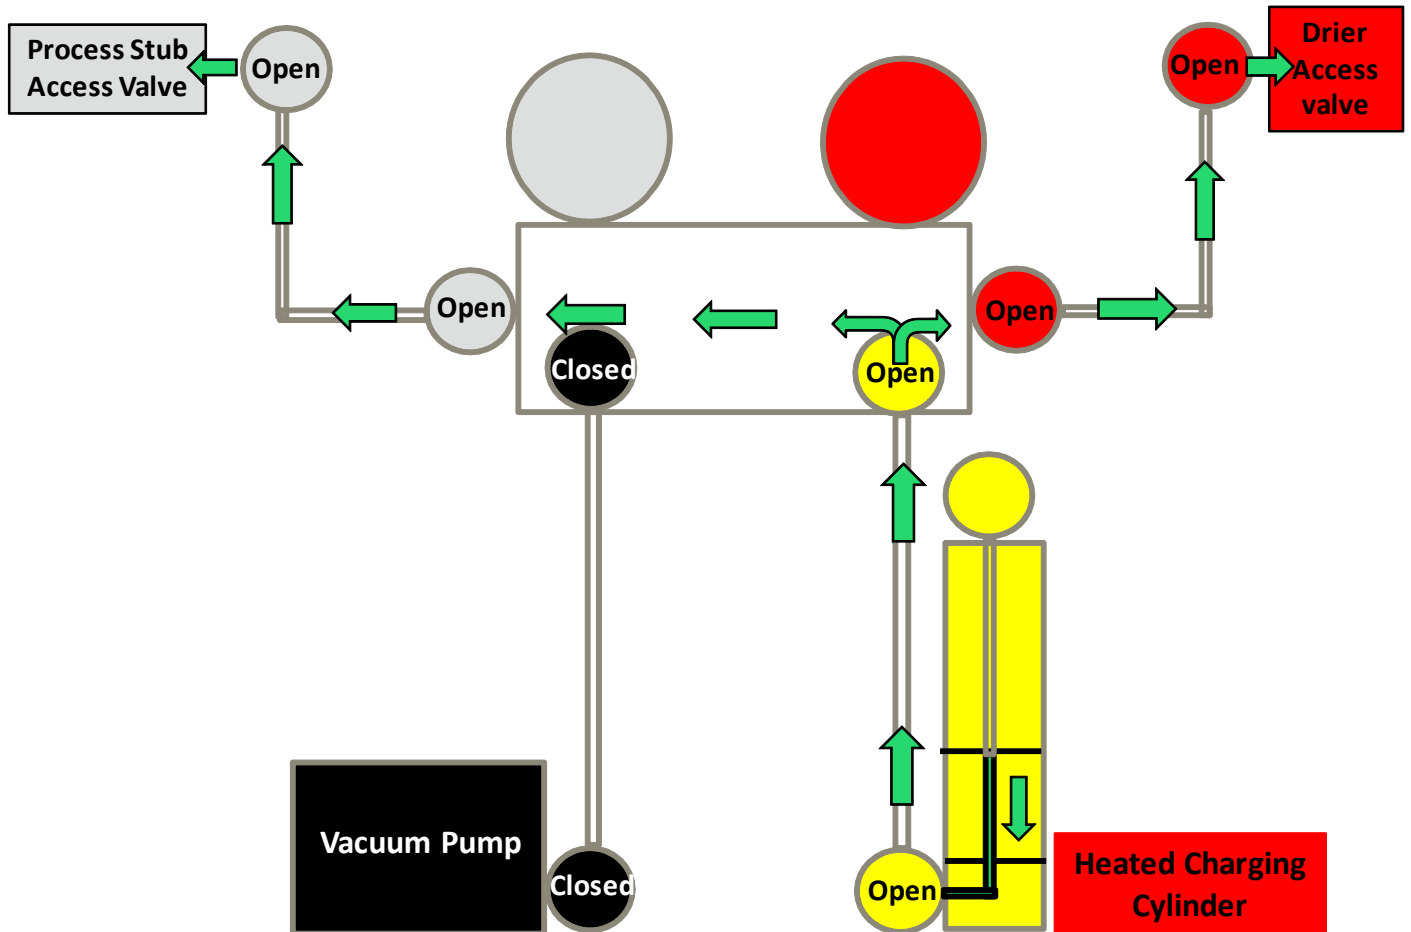 Process Stub
Access Valve
Open
Open
Drier
Access
valve
Open
Open
Closed
Open
Vacuum Pump
Closed
Open
Heated Charging
Cylinder